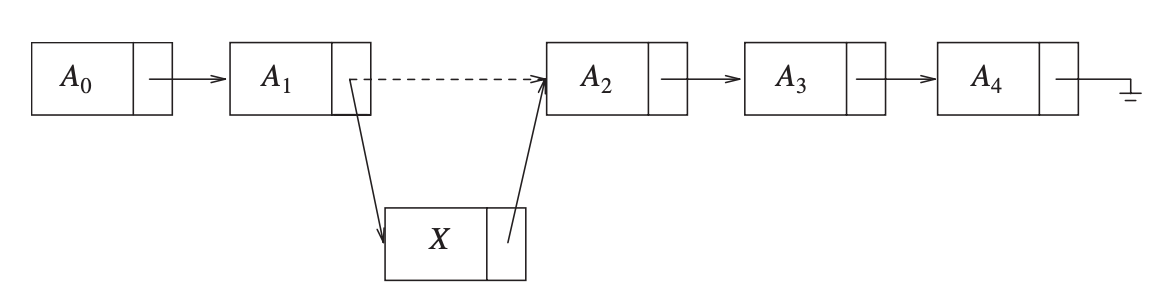 A₀ A₁ A₂ A₃ A₄
X